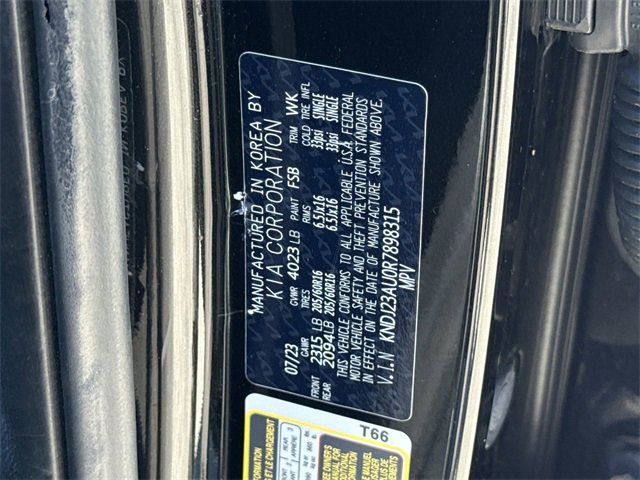 MANUFACTURED IN KOREA BY
KIA CORPORATION
07/23 GVWR 4023 LB PAINT FSB TRIM WK
GAWR TIRES RIMS COLD TIRE INFL
FRONT 2315 LB 205/60R16 6.5Jx16 33psi SINGLE
REAR 2094 LB 205/60R16 6.5Jx16 33psi SINGLE
THIS VEHICLE CONFORMS TO ALL APPLICABLE U.S.A. FEDERAL
MOTOR VEHICLE SAFETY AND THEFT PREVENTION STANDARDS
IN EFFECT ON THE DATE OF MANUFACTURE SHOWN ABOVE.
V.I.N KNDJ23AU0R7898315
MPV
T66